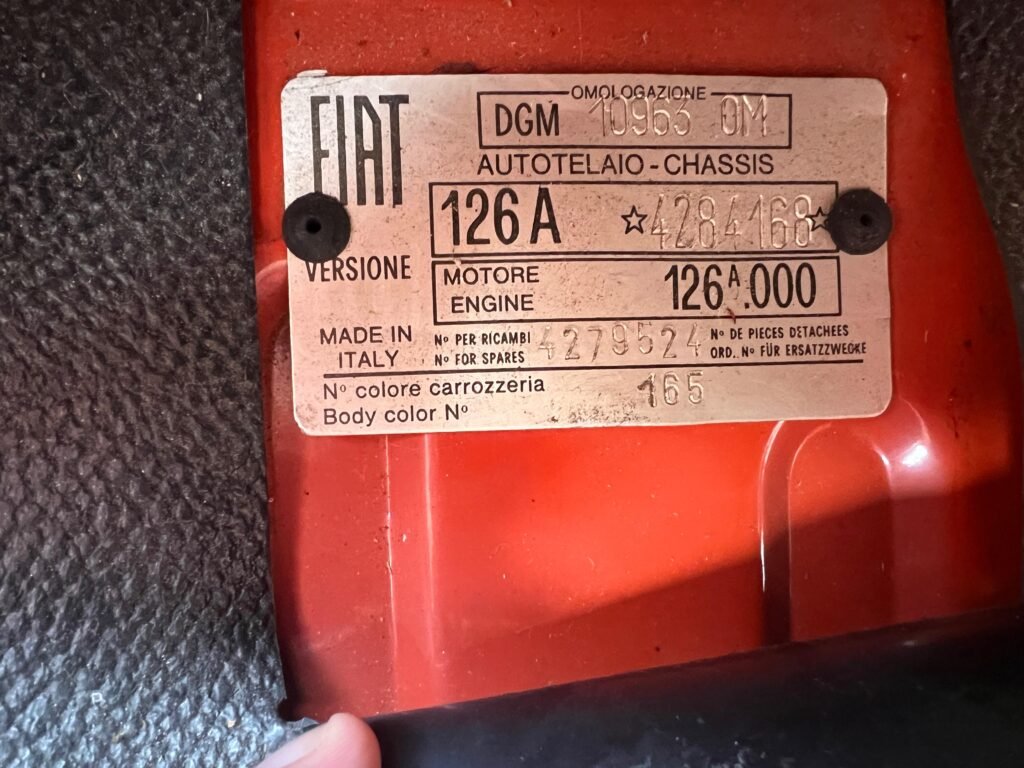 FIAT
OMOLOGAZIONE
DGM 10963 OM
AUTOTELAIO-CHASSIS
126 A ☆4284168☆
VERSIONE
MOTORE
ENGINE
126A.000
MADE IN
ITALY
No PER RICAMBI
No FOR SPARES
4279524
No DE PIECES DETACHEES
ORD. No FÜR ERSATZZWECKE
No colore carrozzeria
Body color No
165